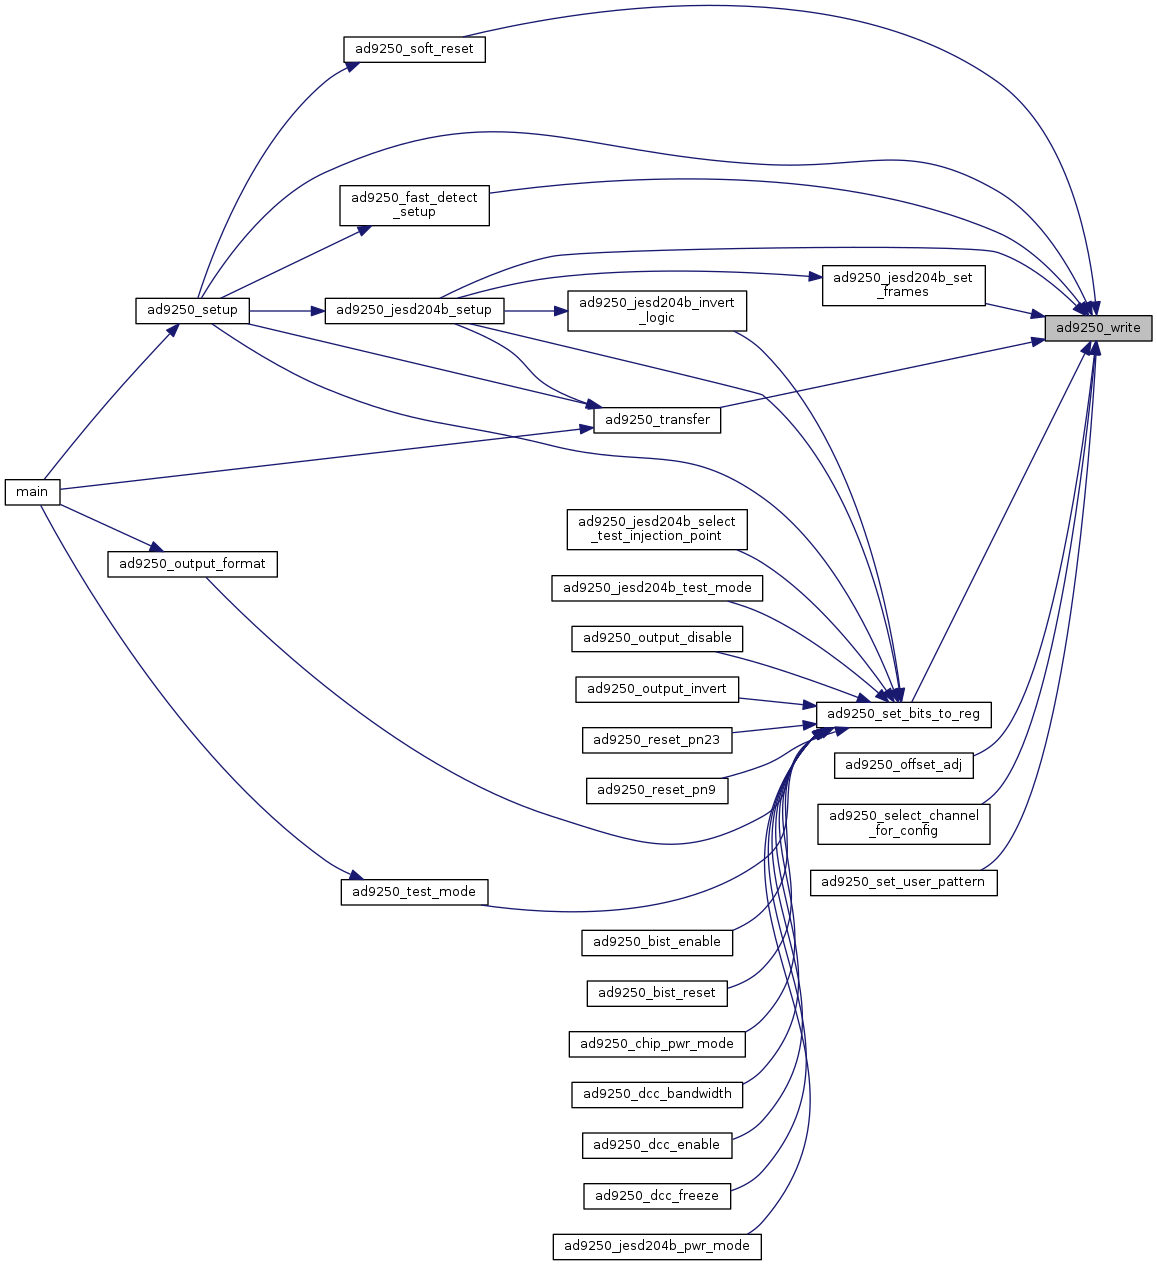 ad9250_soft_reset
ad9250_fast_detect
_setup
ad9250_jesd204b_set
_frames
ad9250_jesd204b_invert
_logic
ad9250_setup
ad9250_jesd204b_setup
ad9250_write
ad9250_transfer
main
ad9250_jesd204b_select
_test_injection_point
ad9250_output_format
ad9250_jesd204b_test_mode
ad9250_output_disable
ad9250_output_invert
ad9250_set_bits_to_reg
ad9250_reset_pn23
ad9250_offset_adj
ad9250_reset_pn9
ad9250_select_channel
_for_config
ad9250_set_user_pattern
ad9250_test_mode
ad9250_bist_enable
ad9250_bist_reset
ad9250_chip_pwr_mode
ad9250_dcc_bandwidth
ad9250_dcc_enable
ad9250_dcc_freeze
ad9250_jesd204b_pwr_mode